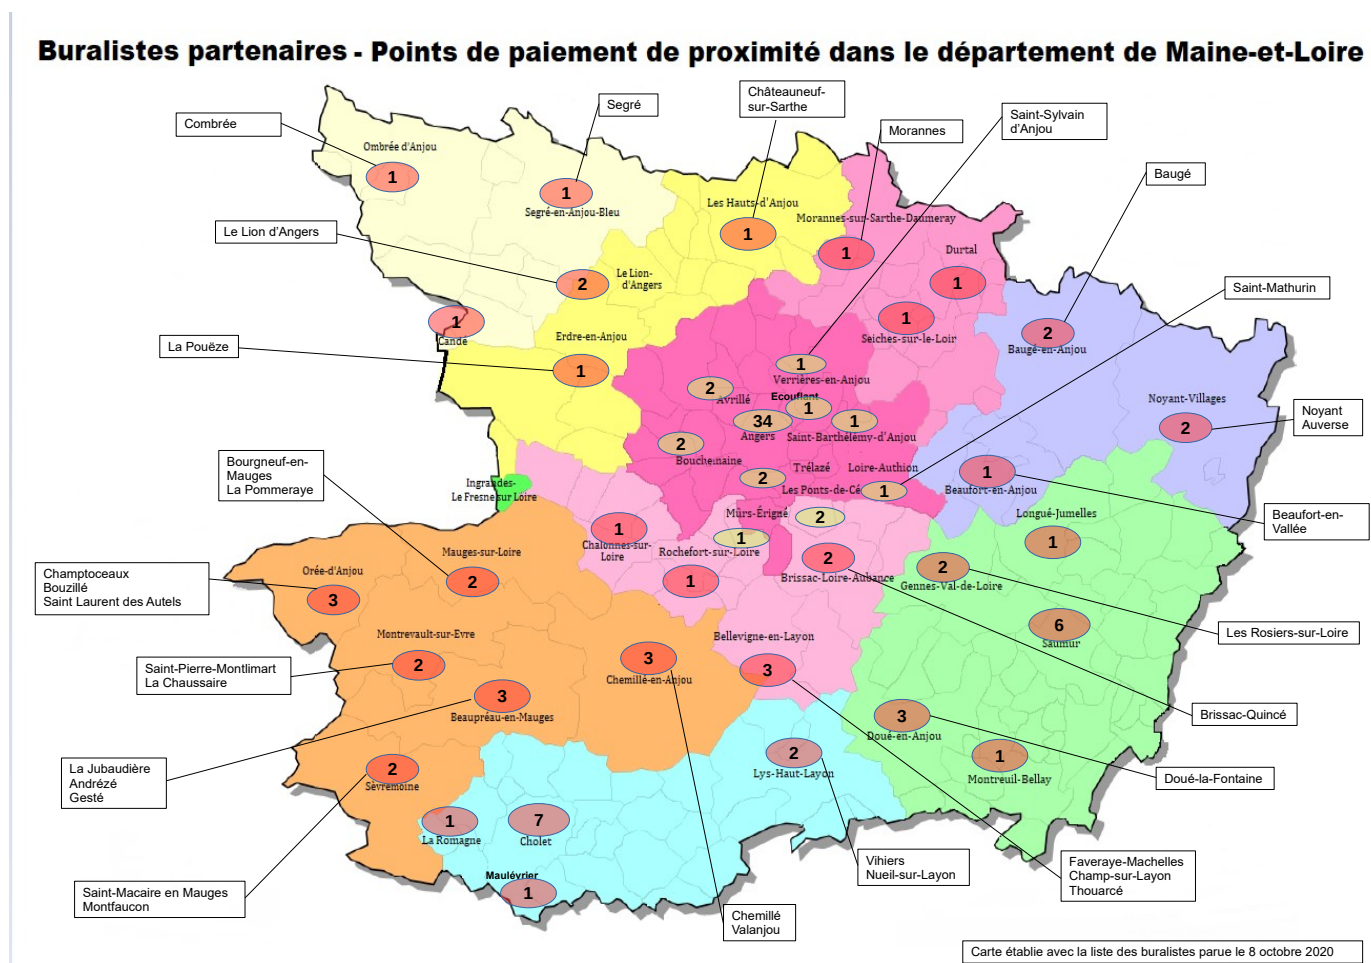 Buralistes partenaires - Points de paiement de proximité dans le département de Maine-et-Loire
Combrée
Segré
Châteauneuf-
sur-Sarthe
Morannes
Saint-Sylvain
d'Anjou
Baugé
Le Lion d'Angers
Saint-Mathurin
La Pouëze
Noyant
Auverse
Bourgneuf-en-
Mauges
La Pommeraye
Beaufort-en-
Vallée
Champtoceaux
Bouzillé
Saint Laurent des Autels
Les Rosiers-sur-Loire
Saint-Pierre-Montlimart
La Chaussaire
Brissac-Quincé
La Jubaudière
Andrézé
Gesté
Doué-la-Fontaine
Saint-Macaire en Mauges
Montfaucon
Vihiers
Nueil-sur-Layon
Faveraye-Machelles
Champ-sur-Layon
Thouarcé
Chemillé
Valanjou
Ombrée d'Anjou
1
1
Segré-en-Anjou-Bleu
Les Hauts-d'Anjou
1
Morannes-sur-Sarthe-Daumeray
1
Durtal
1
2
Le Lion-
d'Angers
1
Candé
1
Seiches-sur-le-Loir
2
Baugé-en-Anjou
Erdre-en-Anjou
1
1
Verrières-en-Anjou
2
Avrillé
Ecouflant
1
34
Angers
1
Saint-Barthélemy-d'Anjou
Noyant-Villages
2
2
Bouchemaine
Trélazé
2
Loire-Authion
Les Ponts-de-Cé
1
1
Beaufort-en-Anjou
Ingrandes-
Le Fresne sur Loire
Mûrs-Érigné
2
1
Longué-Jumelles
1
1
Chalonnes-sur-
Loire
Rochefort-sur-Loire
1
2
Brissac-Loire-Aubance
2
Gennes-Val-de-Loire
Mauges-sur-Loire
2
Orée-d'Anjou
3
6
Saumur
Montrevault-sur-Evre
2
3
Chemillé-en-Anjou
Bellevigne-en-Layon
3
3
Beaupréau-en-Mauges
3
Doué-en-Anjou
1
Montreuil-Bellay
2
Lys-Haut-Layon
2
Sèvremoine
1
La Romagne
7
Cholet
Maulévrier
1
Carte établie avec la liste des buralistes parue le 8 octobre 2020